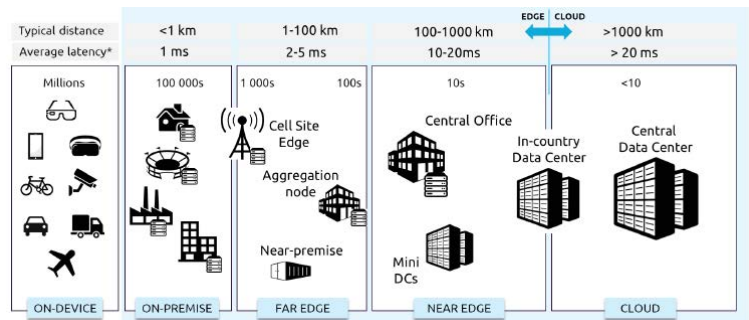 EDGE CLOUD
Typical distance <1 km 1-100 km 100-1000 km >1000 km
Average latency* 1 ms 2-5 ms 10-20ms > 20 ms
Millions 100 000s 1 000s 100s 10s <10
Cell Site
Edge
Aggregation
node
Near-premise
Central Office
Mini
DCs
In-country
Data Center
Central
Data Center
ON-DEVICE ON-PREMISE FAR EDGE NEAR EDGE CLOUD